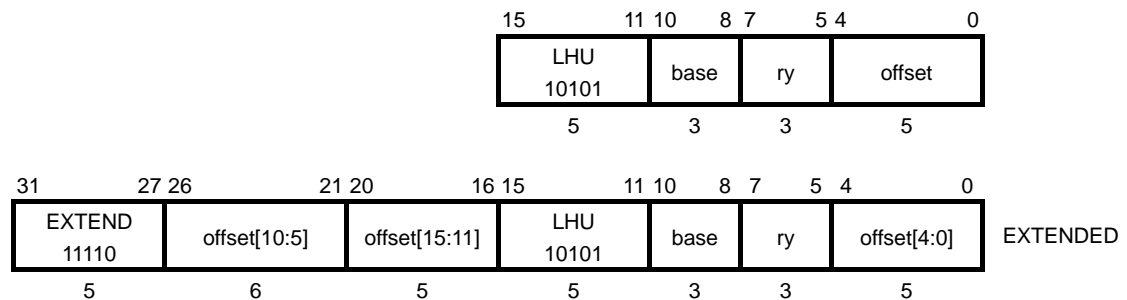 15 11 10 8 7 5 4 0
LHU base ry offset
10101
5 3 3 5
31 27 26 21 20 16 15 11 10 8 7 5 4 0
EXTEND offset[10:5] offset[15:11] LHU base ry offset[4:0] EXTENDED
11110 10101
5 6 5 5 3 3 5